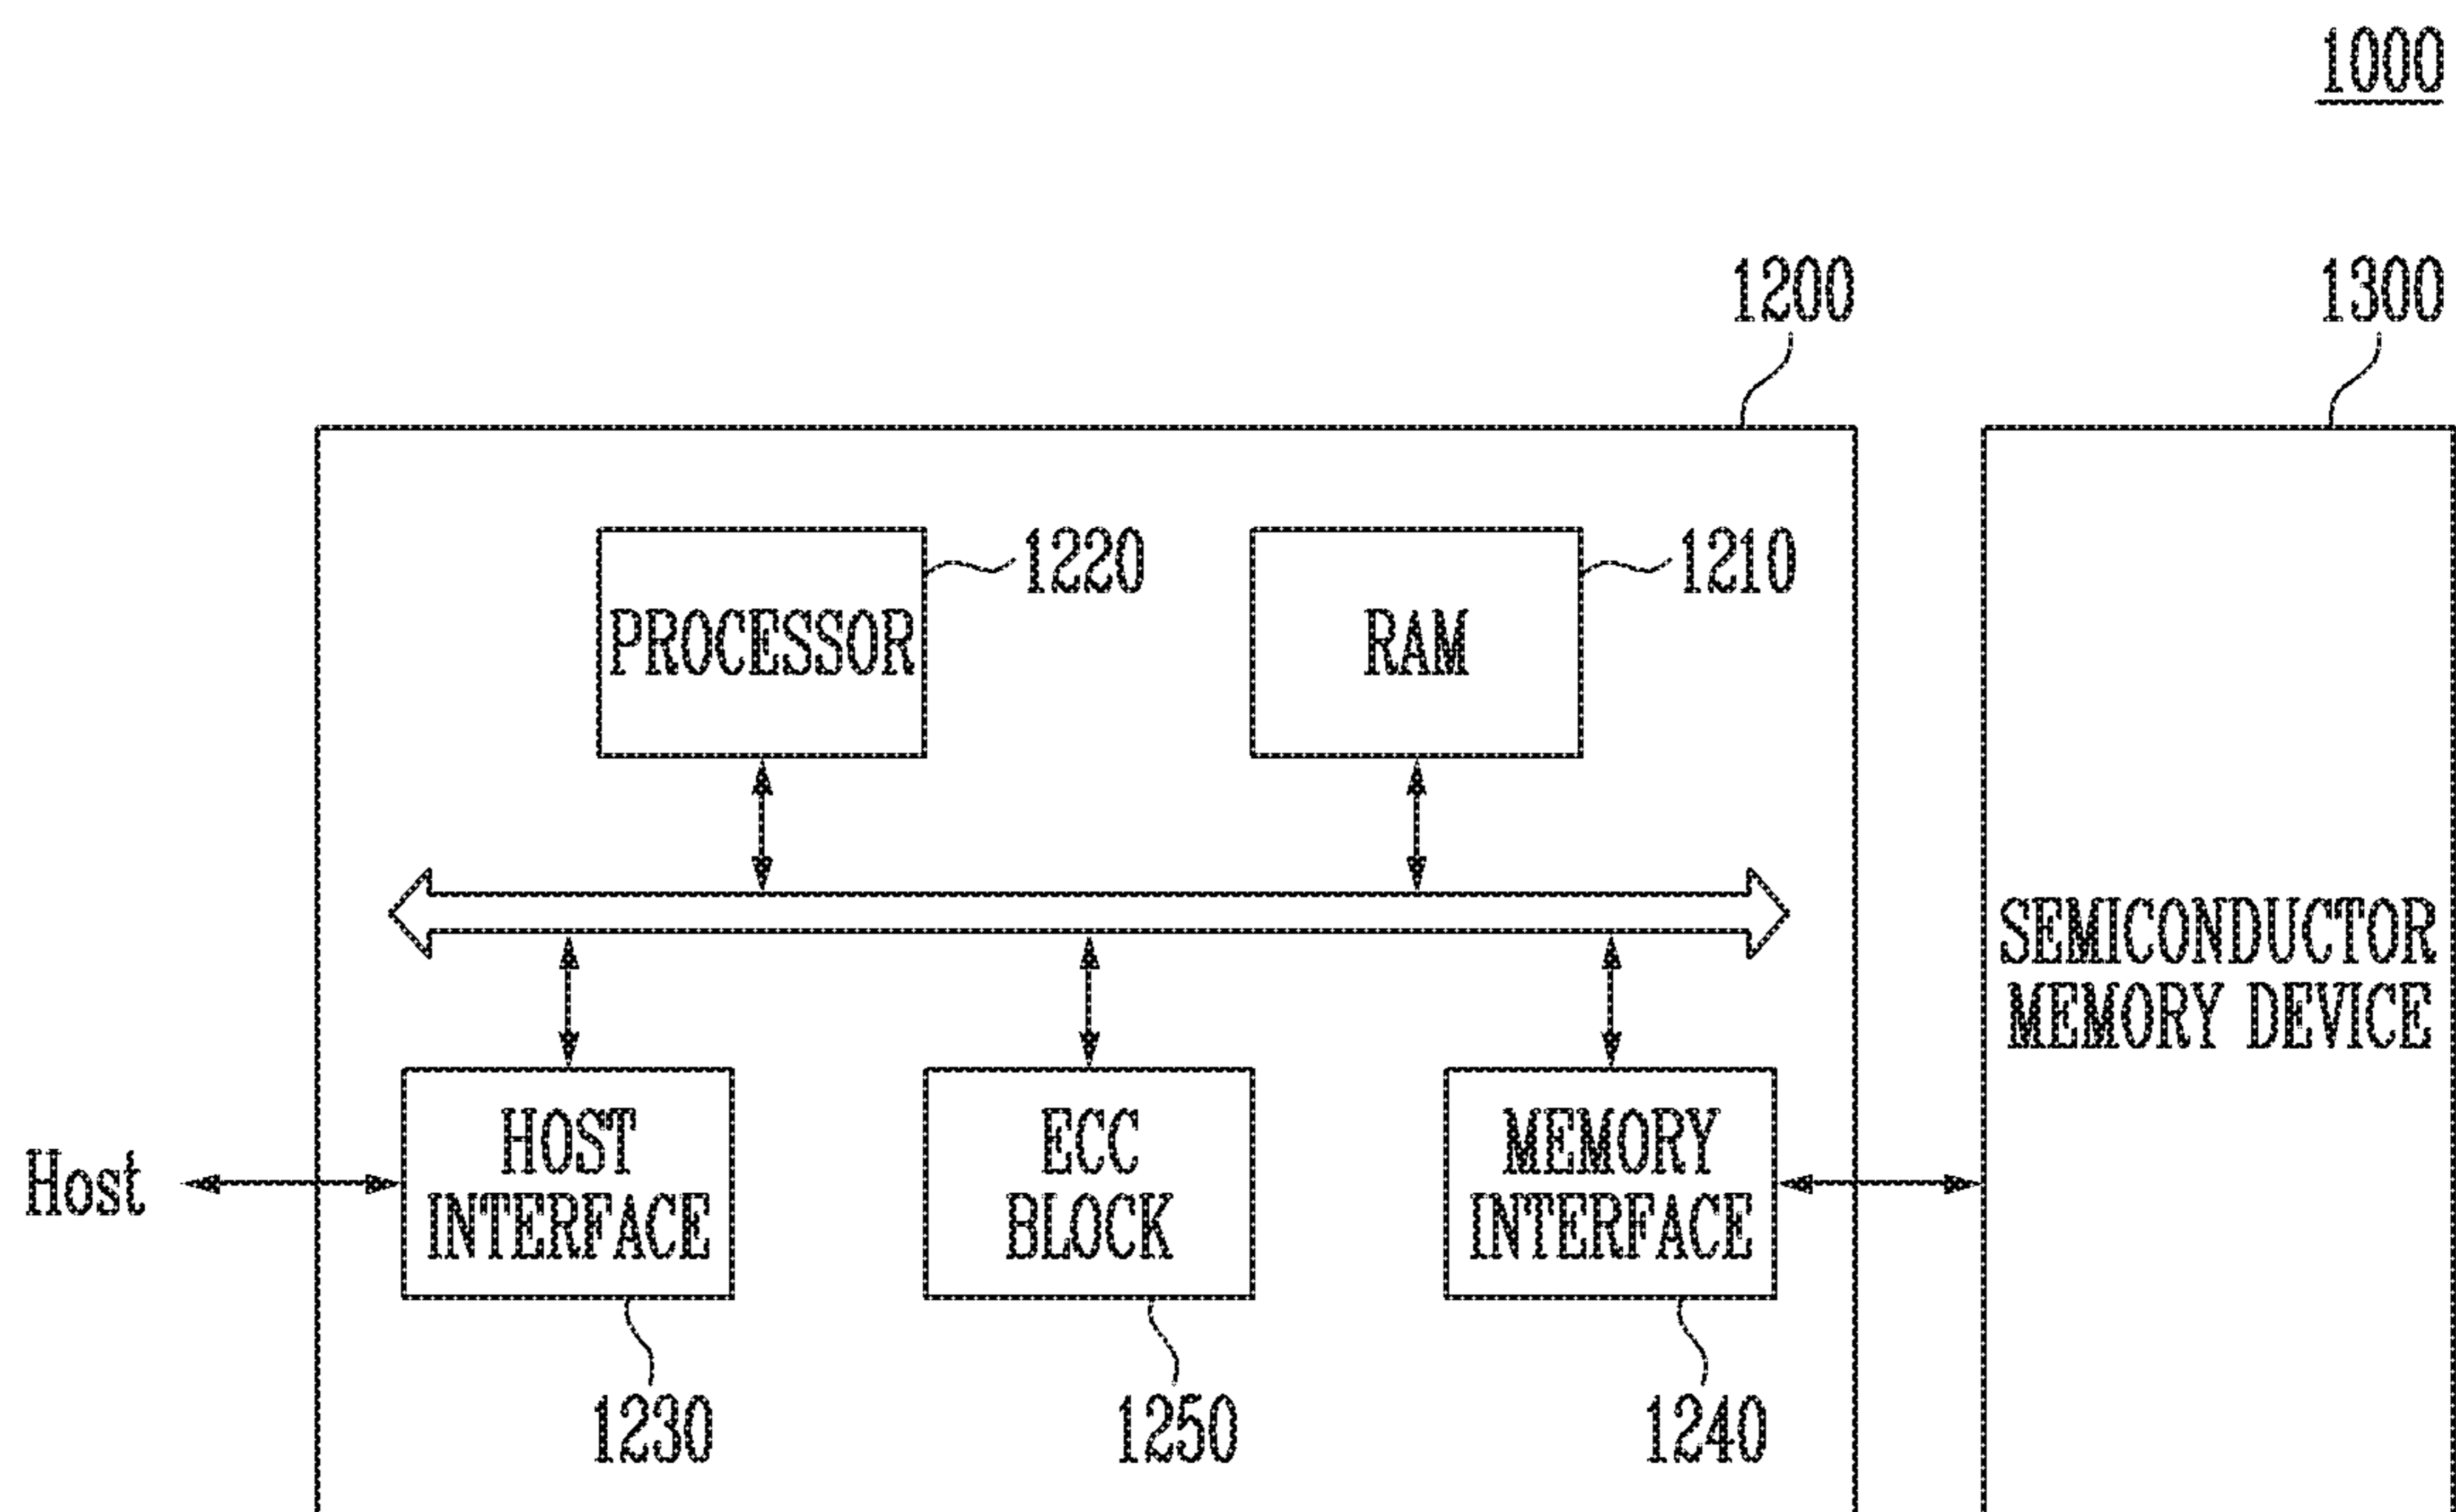 1000
1200
1300
1220
1210
PROCESSOR
RAM
SEMICONDUCTOR
MEMORY DEVICE
HOST
INTERFACE
ECC
BLOCK
MEMORY
INTERFACE
Host
1230
1250
1240